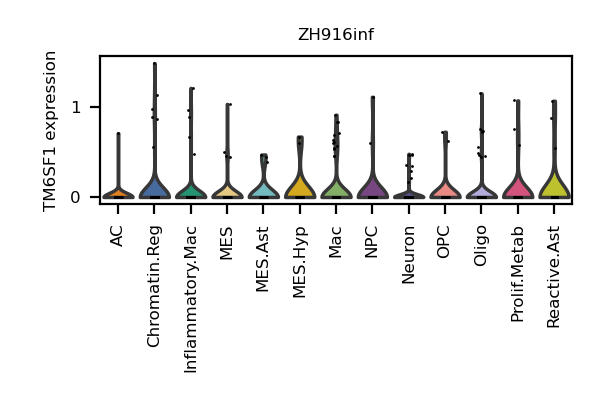 ZH916inf
TM6SF1 expression
1
0
AC
Chromatin.Reg
Inflammatory.Mac
MES
MES.Ast
MES.Hyp
Mac
NPC
Neuron
OPC
Oligo
Prolif.Metab
Reactive.Ast